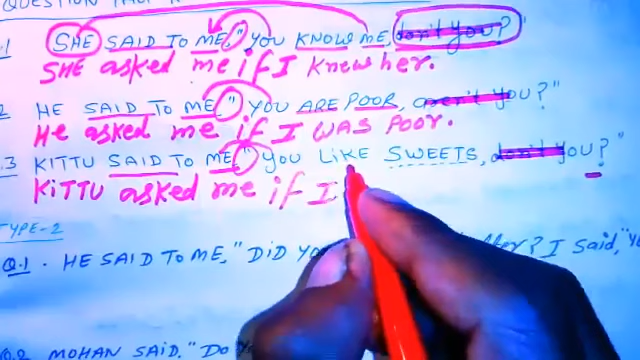 QUESTION
.1 SHE SAID TO ME, "YOU KNOW ME, don't you?"
SHE asked me if I knew her.
2 HE SAID TO ME, "YOU ARE POOR, aren't you?"
He asked me if I was poor.
.3 KITTU SAID TO ME "YOU LIKE SWEETS, don't you?"
KITTU asked me if I
TYPE-2
Q.1. HE SAID TO ME, "DID you I said,
Q.2 MOHAN SAID. "Do